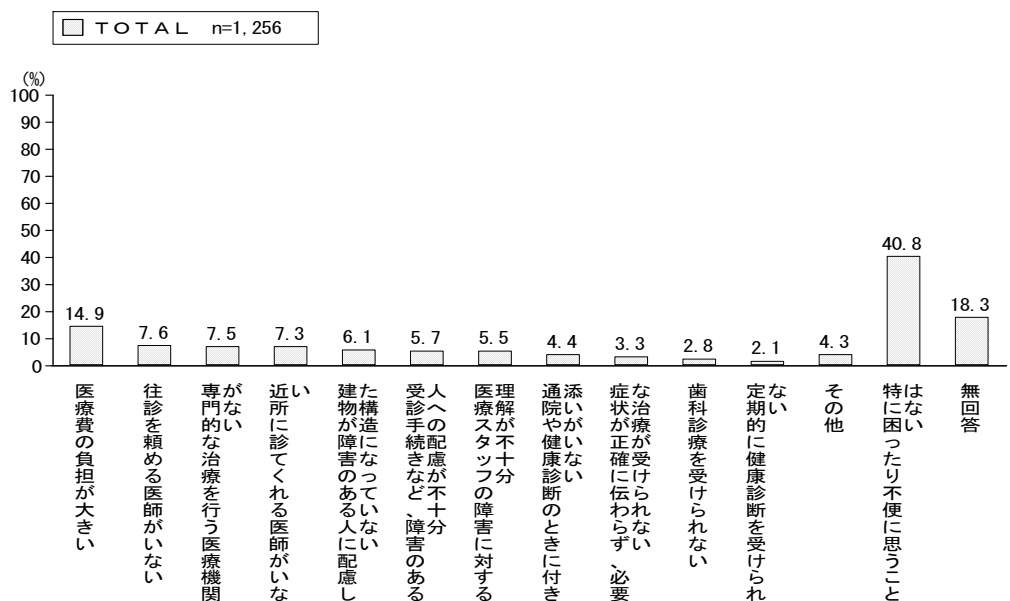 TOTAL n=1,256
(%)
100
90
80
70
60
50
40
30
20
10
0
14.9
7.6
7.5
7.3
6.1
5.7
5.5
4.4
3.3
2.8
2.1
4.3
40.8
18.3
医療費の負担が大きい
往診を頼める医師がいない
専門的な治療を行う医療機関
がない
近所に診てくれる医師がいな
い
建物が障害のある人に配慮し
た構造になっていない
受診手続きなど、障害のある
人への配慮が不十分
医療スタッフの障害に対する
理解が不十分
通院や健康診断のときに付き
添いがいない
症状が正確に伝わらず、必要
な治療が受けられない
歯科診療を受けられない
定期的に健康診断を受けられ
ない
その他
特に困ったり不便に思うこと
はない
無回答